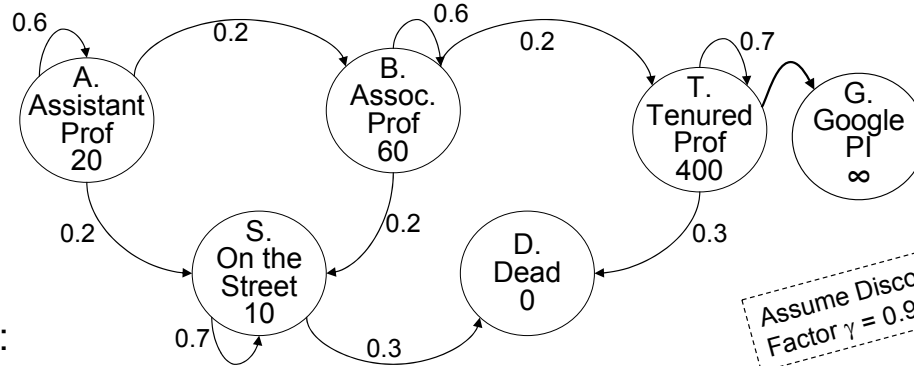 0.6
A.
Assistant
Prof
20
0.2
0.6
B.
Assoc.
Prof
60
0.2
0.7
T.
Tenured
Prof
400
G.
Google
PI
∞
0.2
S.
On the
Street
10
0.2
D.
Dead
0
0.3
0.7
0.3
:
Assume
Factor γ = 0.9